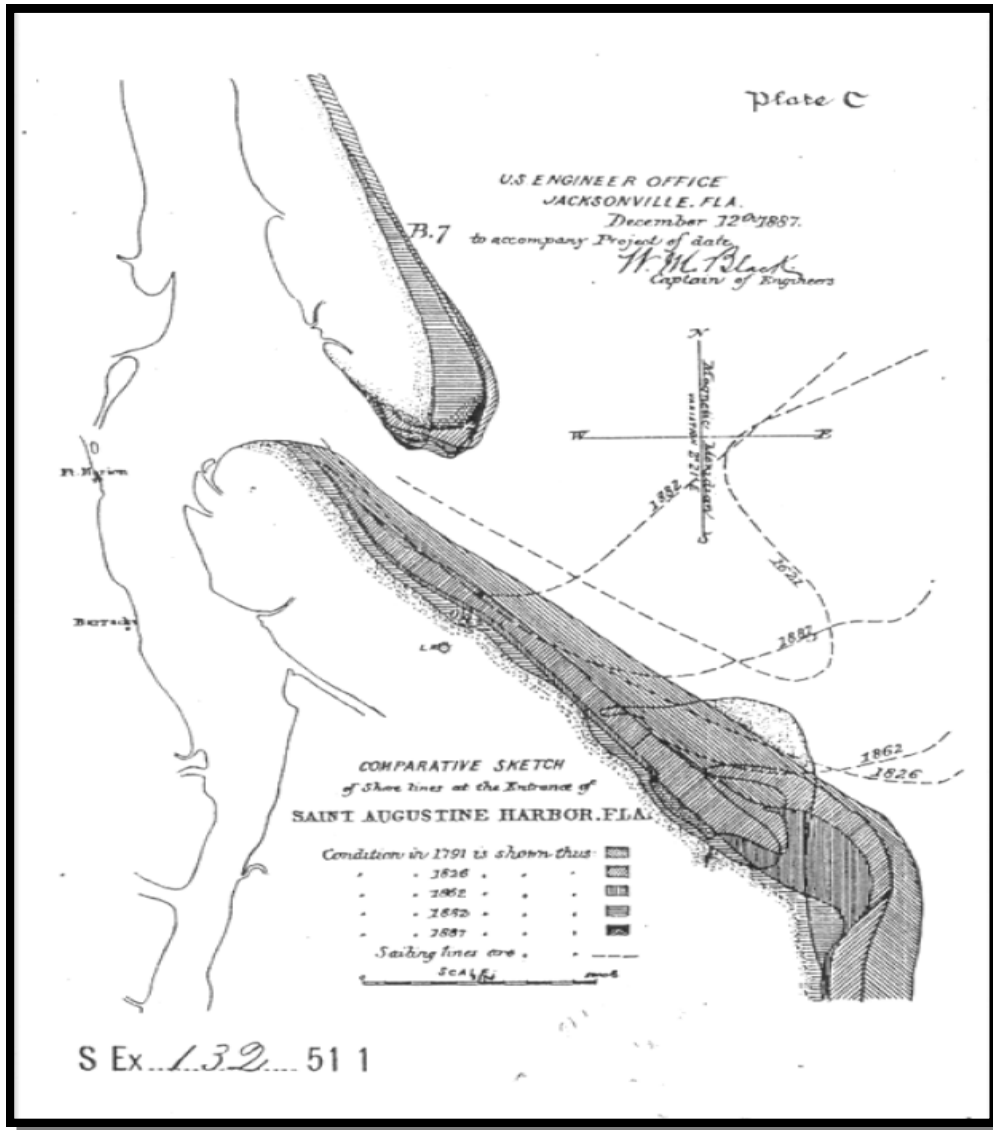 Plate C
U.S. ENGINEER OFFICE
JACKSONVILLE, FLA.
December 12th 1887.
B.7 to accompany Project of date
W. M. Black
Captain of Engineers
N
Magnetic Meridian
W E
S
1882
Ft. Marion
1621
Barracks
1887
L.H.
1862
1826
COMPARATIVE SKETCH
of Shore lines at the Entrance of
SAINT AUGUSTINE HARBOR. FLA.
Condition in 1791 is shown thus:
" " 1826 " " "
" " 1862 " " "
" " 1882 " " "
" " 1887 " " "
Sailing lines are " "
SCALE
S Ex. 132 51 1